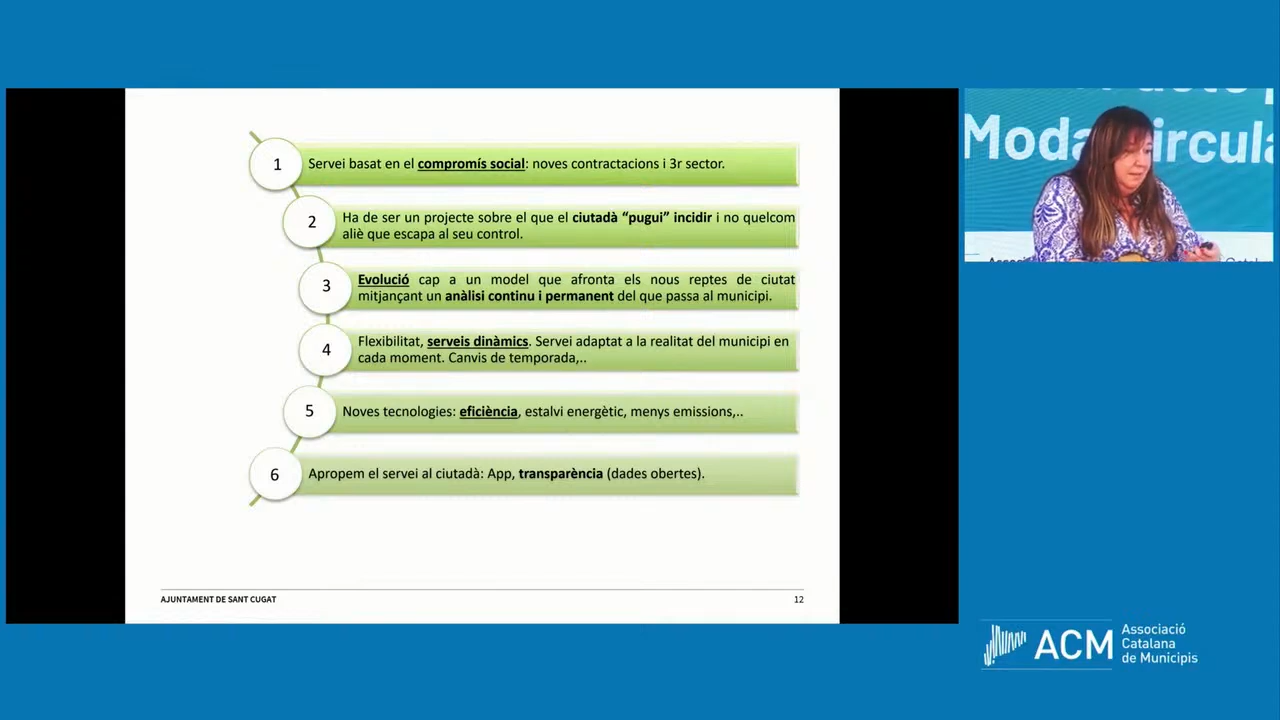 1
Servei basat en el compromís social: noves contractacions i 3r sector.
2
Ha de ser un projecte sobre el que el ciutadà “pugui” incidir i no quelcom
aliè que escapa al seu control.
3
Evolució cap a un model que afronta els nous reptes de ciutat
mitjançant un anàlisi continu i permanent del que passa al municipi.
4
Flexibilitat, serveis dinàmics. Servei adaptat a la realitat del municipi en
cada moment. Canvis de temporada,..
5
Noves tecnologies: eficiència, estalvi energètic, menys emissions,..
6
Apropem el servei al ciutadà: App, transparència (dades obertes).
AJUNTAMENT DE SANT CUGAT
12
ACM
Associació
Catalana
de Municipis